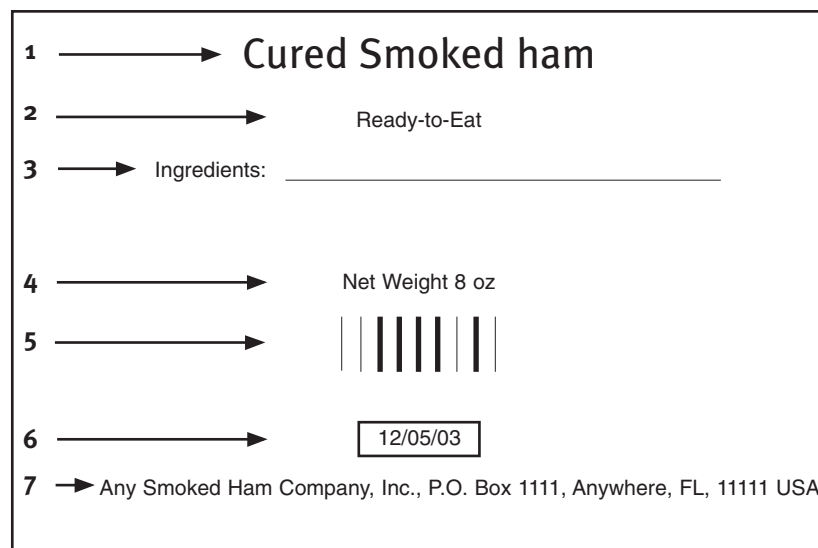 1 Cured Smoked ham
2 Ready-to-Eat
3 Ingredients:
4 Net Weight 8 oz
5
6 12/05/03
7 Any Smoked Ham Company, Inc., P.O. Box 1111, Anywhere, FL, 11111 USA